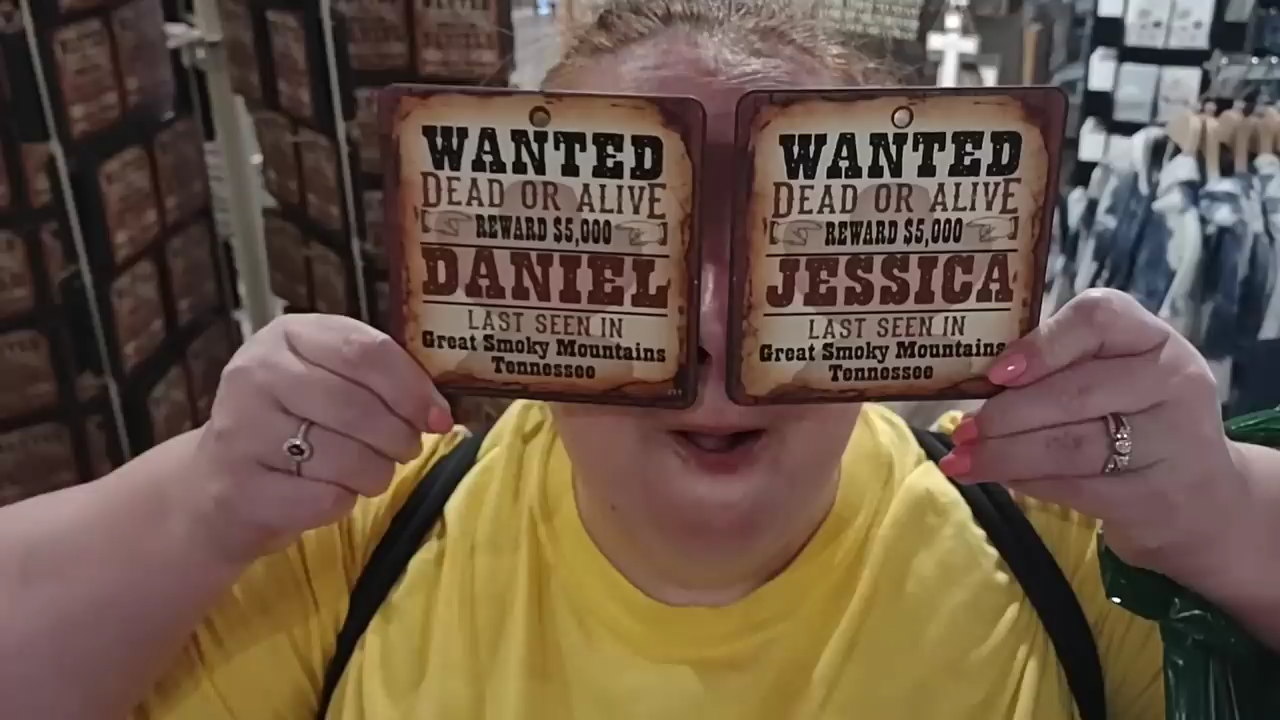 WANTED
DEAD OR ALIVE
REWARD $5,000
DANIEL
LAST SEEN IN
Great Smoky Mountains
Tennessee
WANTED
DEAD OR ALIVE
REWARD $5,000
JESSICA
LAST SEEN IN
Great Smoky Mountains
Tennessee